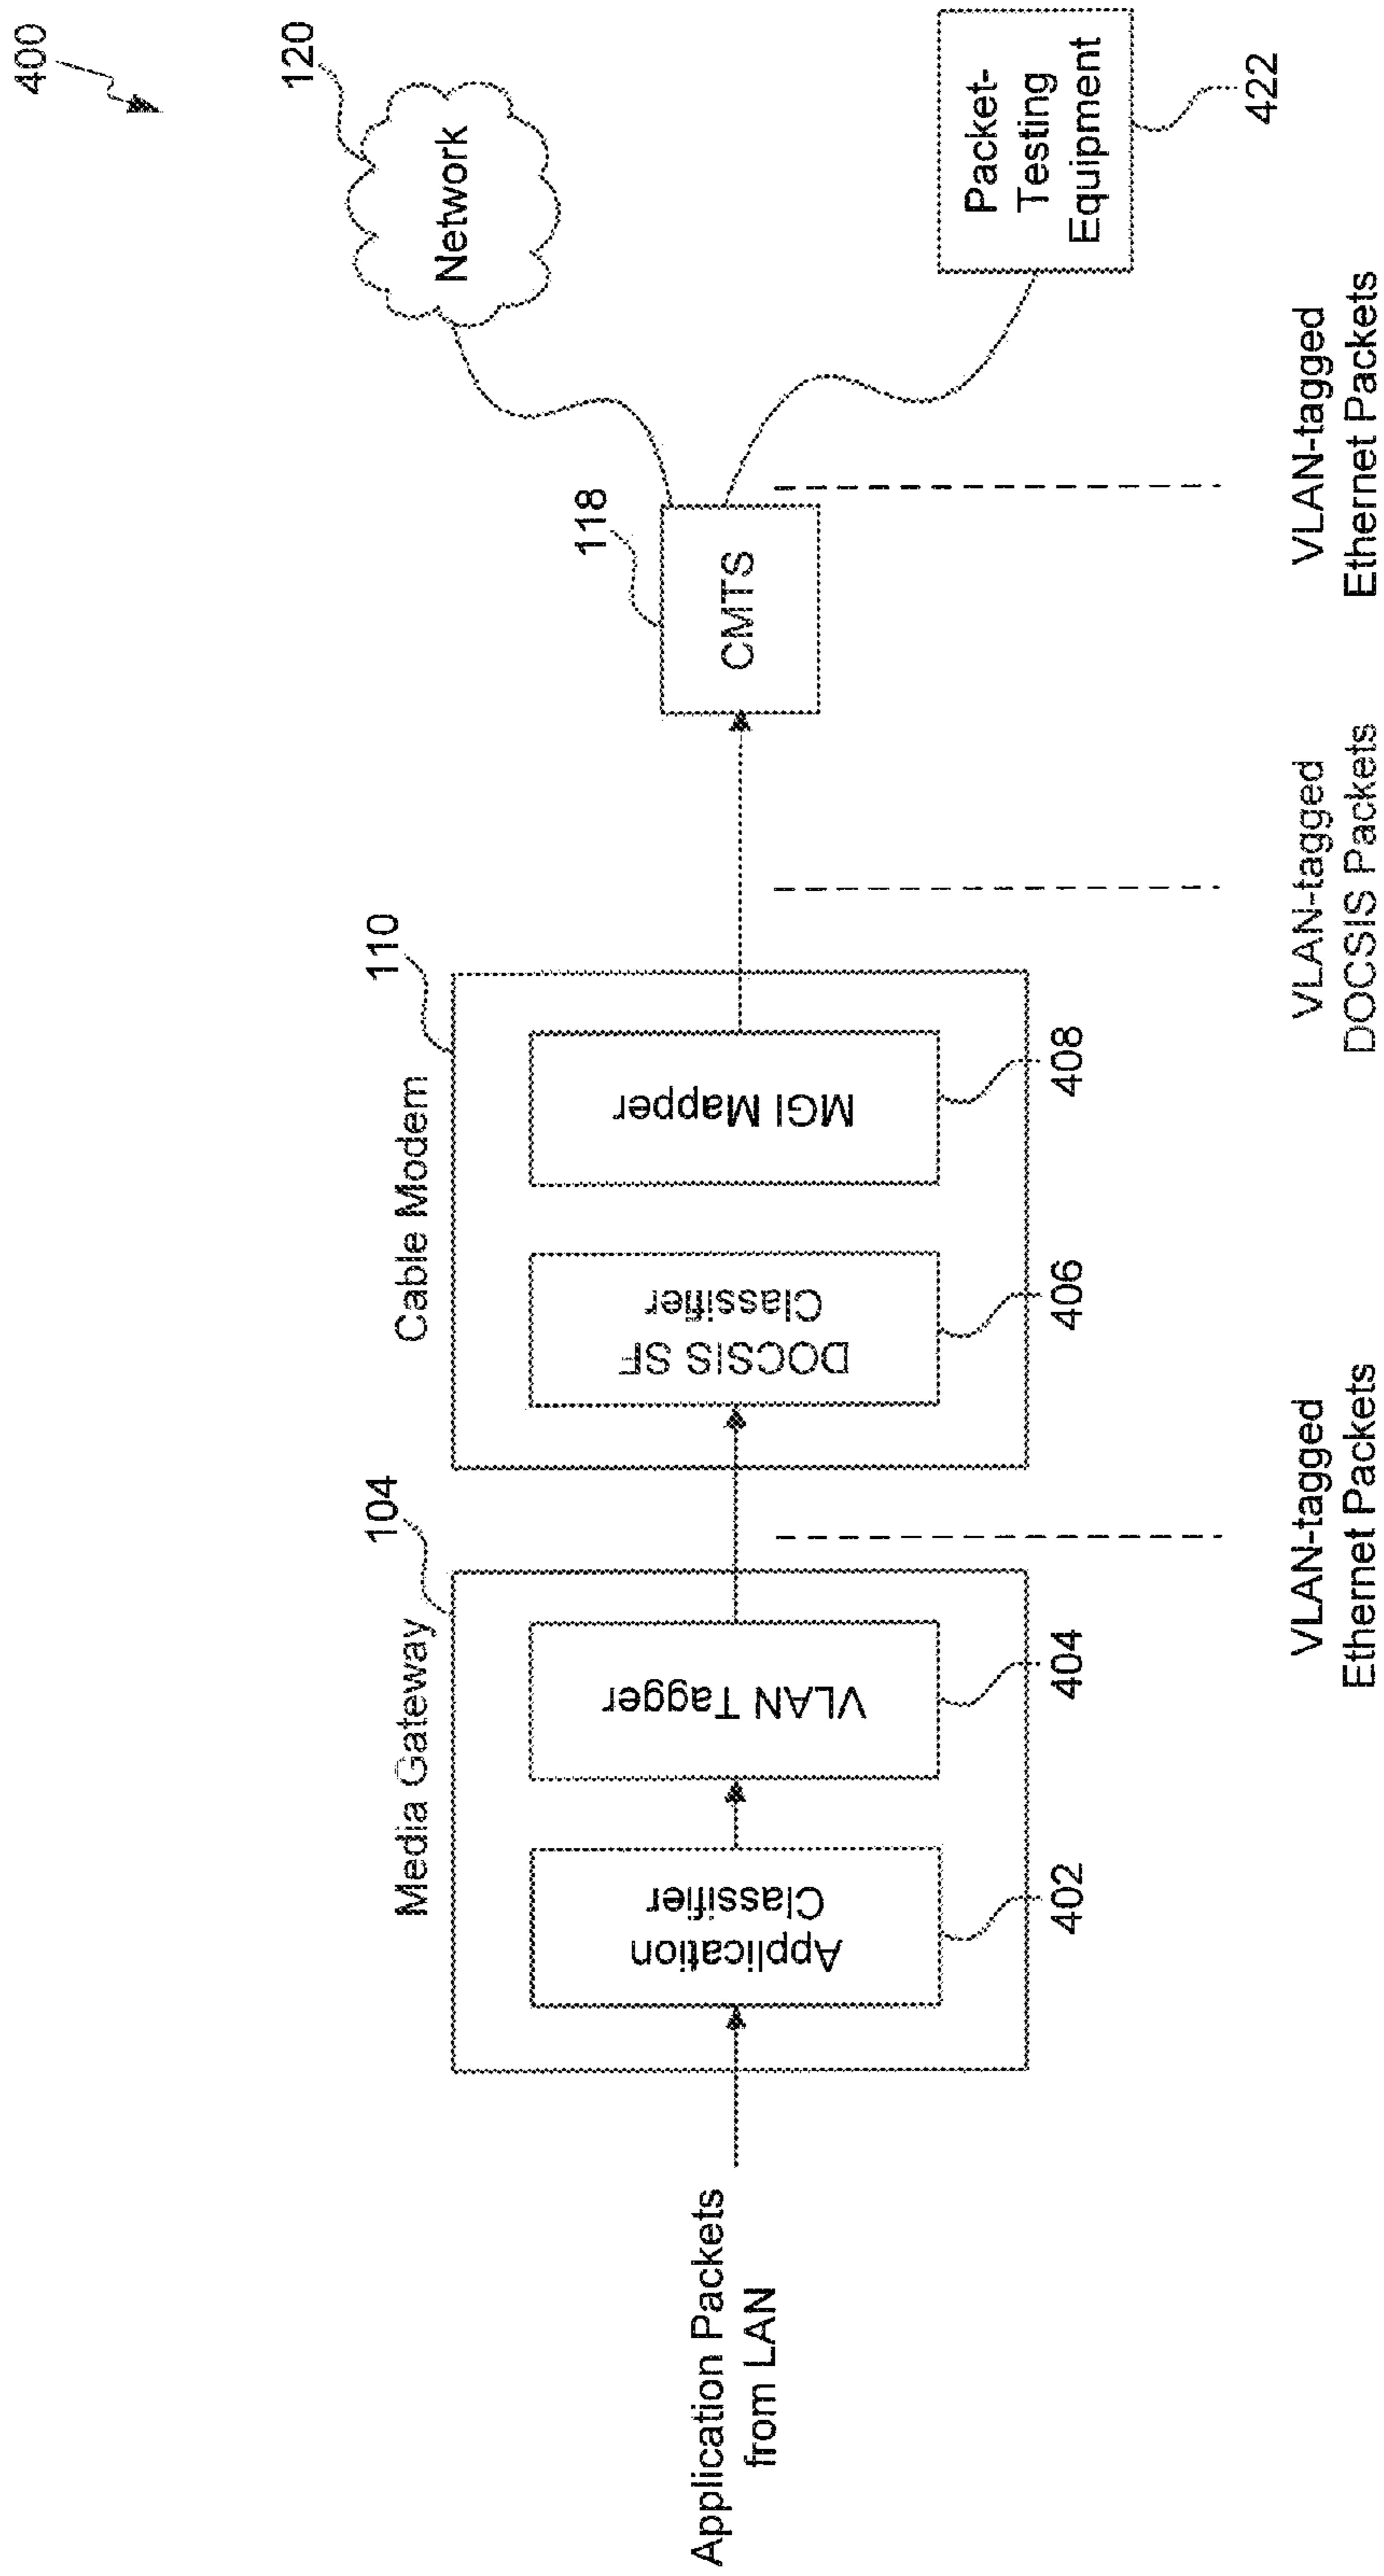 400
120
Network
Packet-
Testing
Equipment
422
118
CMTS
110
Cable Modem
MGI Mapper
408
DOCSIS SF
Classifier
406
104
Media Gateway
VLAN Tagger
404
Application
Classifier
402
Application Packets
from LAN
VLAN-tagged
Ethernet Packets
VLAN-tagged
DOCSIS Packets
VLAN-tagged
Ethernet Packets